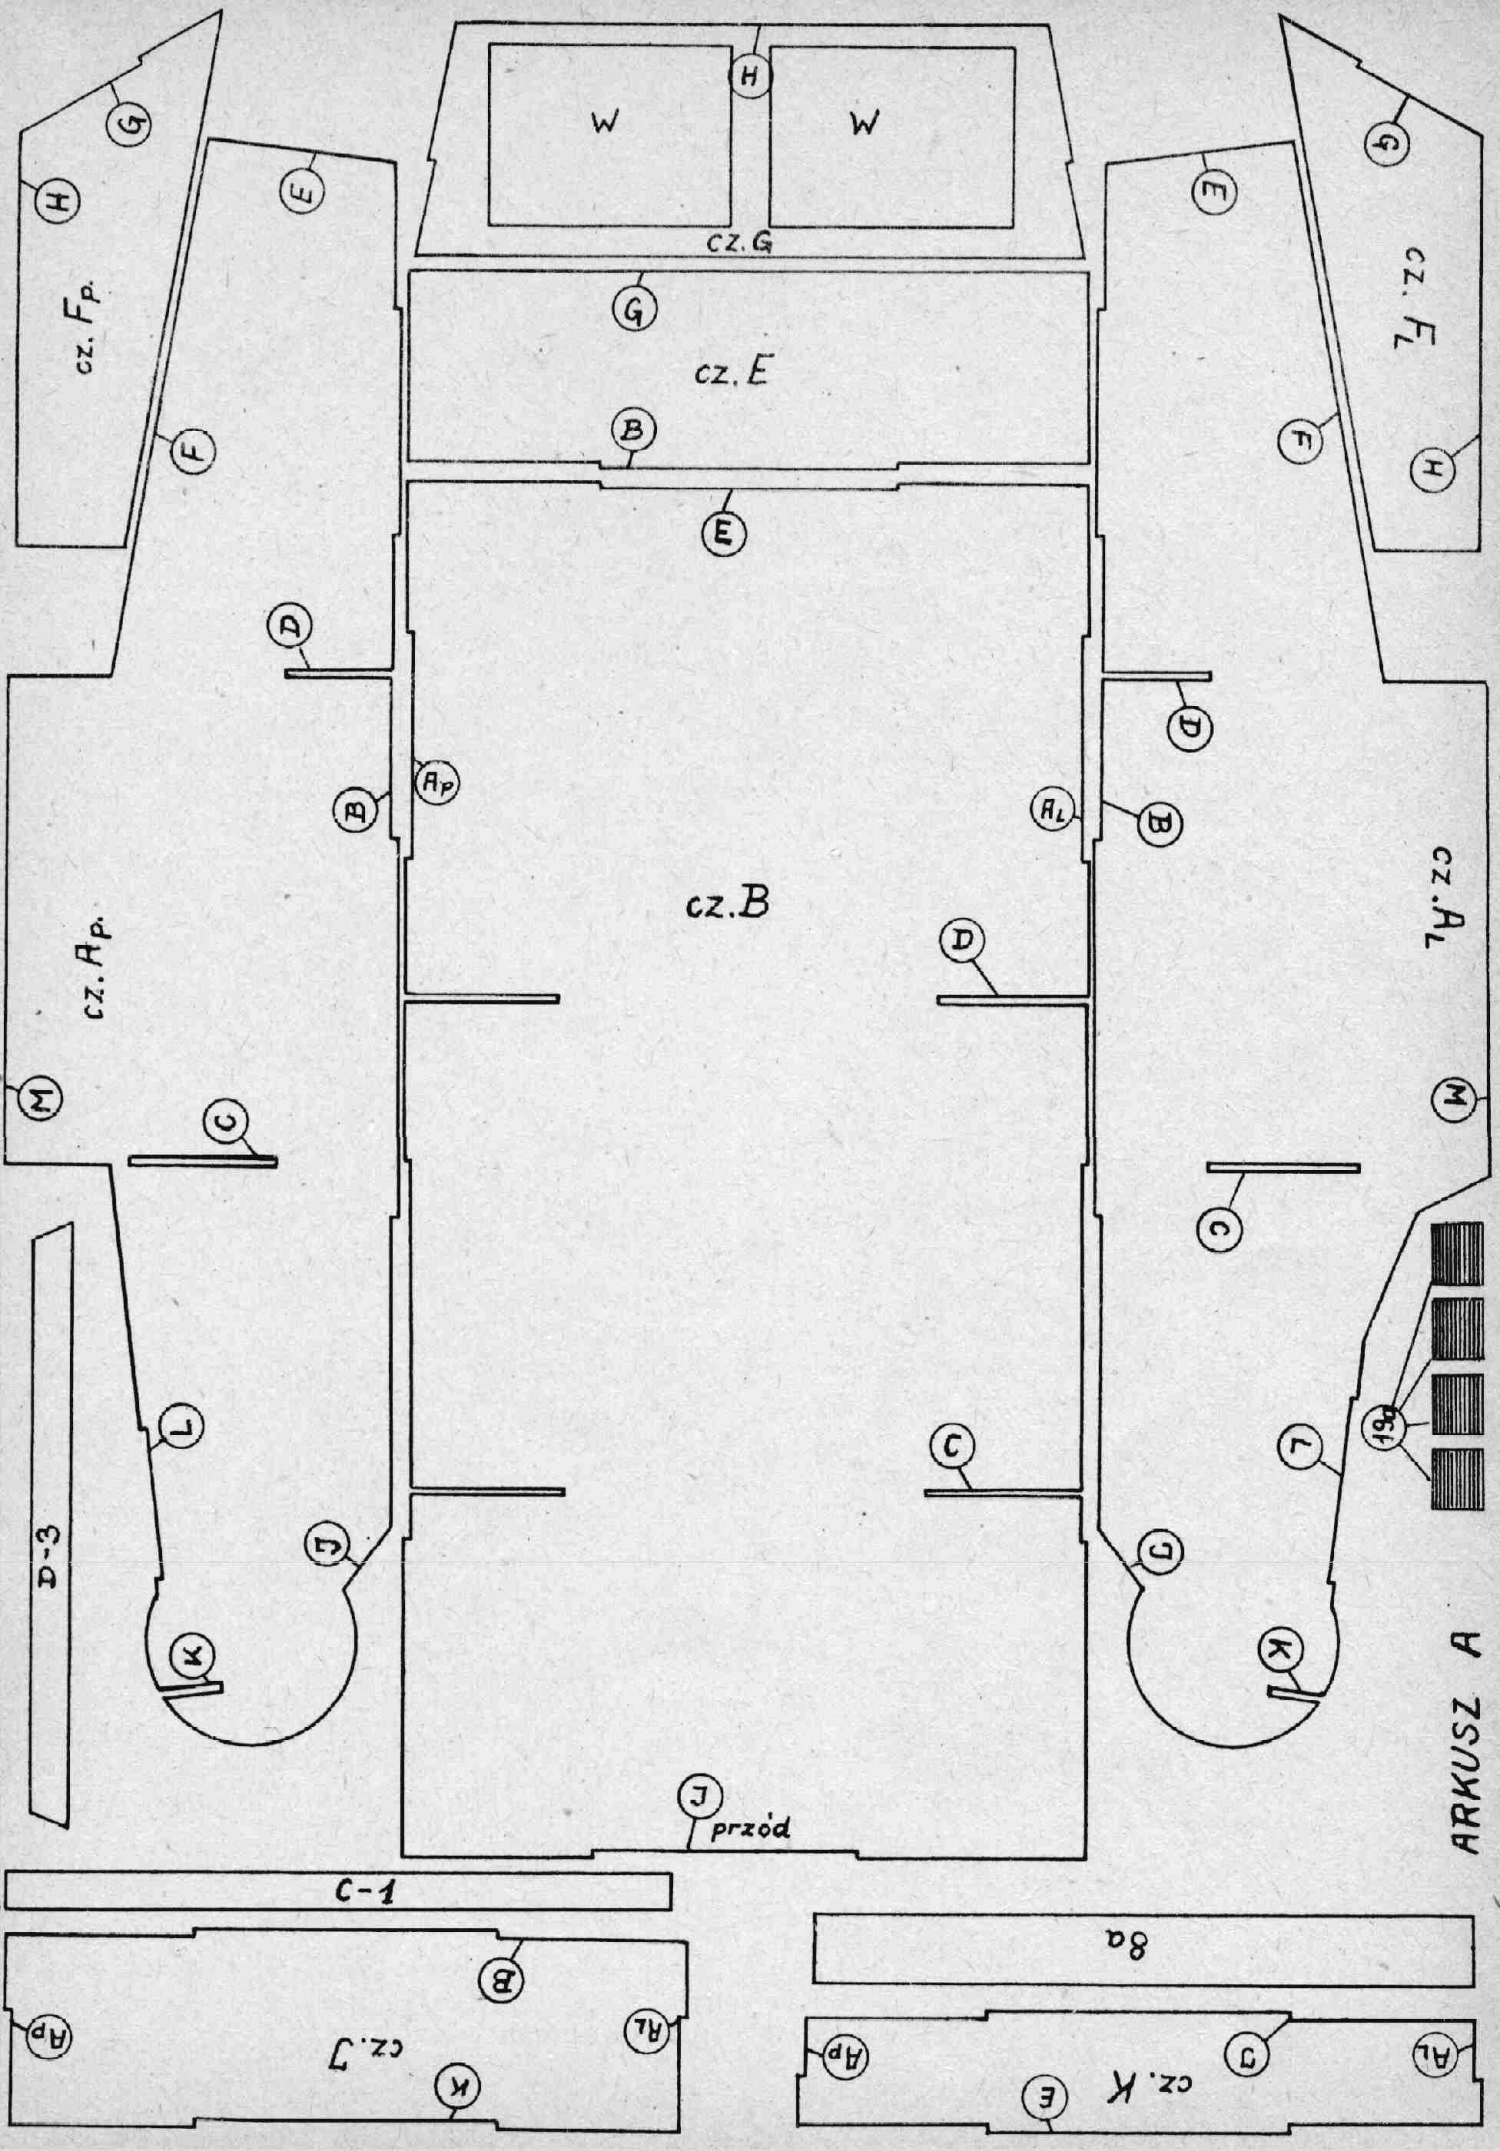 H
W
W
cz. G
G
H
cz. Fp.
E
F
G
cz. E
B
E
E
F
G
cz. FL
H
D
B
cz. Ap.
M
C
L
J
K
Ap
AL
cz. B
D
C
J
przód
D
B
cz. AL
M
C
L
J
K
19a
ARKUSZ A
D-3
C-1
B
Ap
AL
cz. J
K
8a
Ap
J
AL
cz. K
E